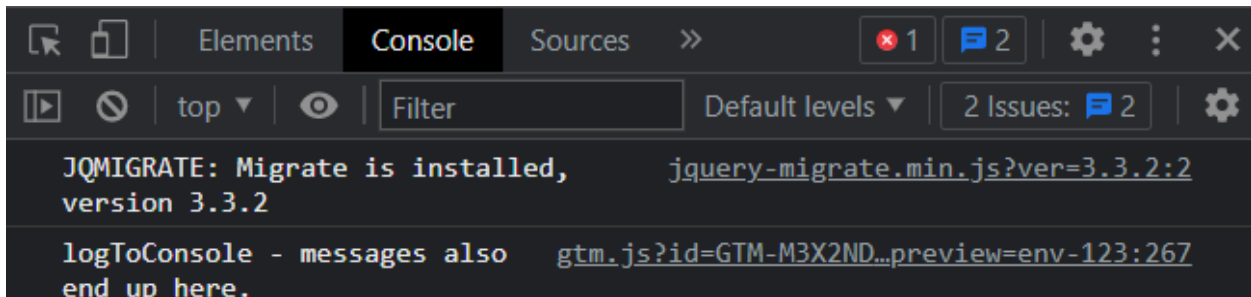 Elements Console Sources » 1 2
top ▼ Filter Default levels ▼ 2 Issues: 2
JQMIGRATE: Migrate is installed, jquery-migrate.min.js?ver=3.3.2:2
version 3.3.2
logToConsole - messages also gtm.js?id=GTM-M3X2ND…preview=env-123:267
end up here.